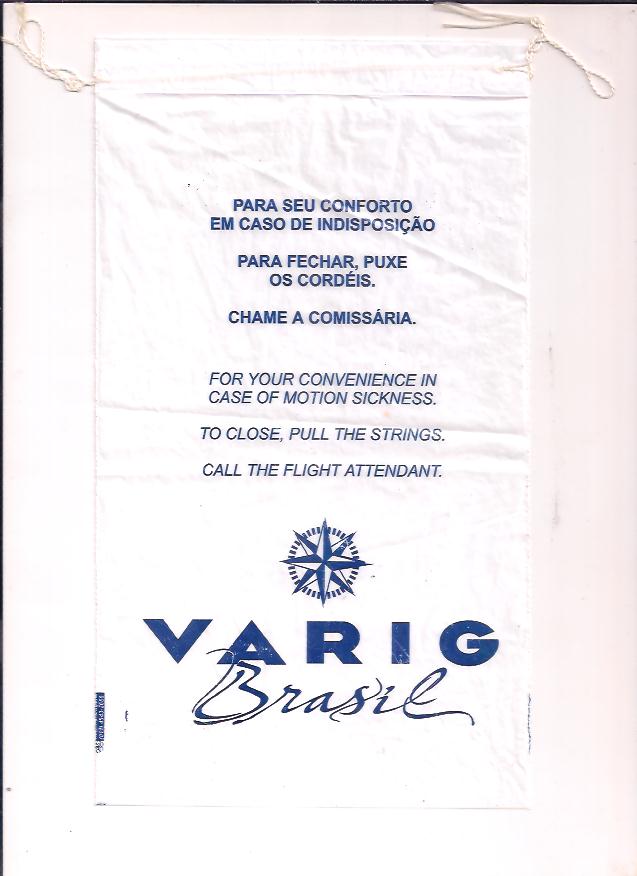 PARA SEU CONFORTO
EM CASO DE INDISPOSIÇÃO
PARA FECHAR, PUXE
OS CORDÉIS.
CHAME A COMISSÁRIA.
FOR YOUR CONVENIENCE IN
CASE OF MOTION SICKNESS.
TO CLOSE, PULL THE STRINGS.
CALL THE FLIGHT ATTENDANT.
VARIG
Brasil